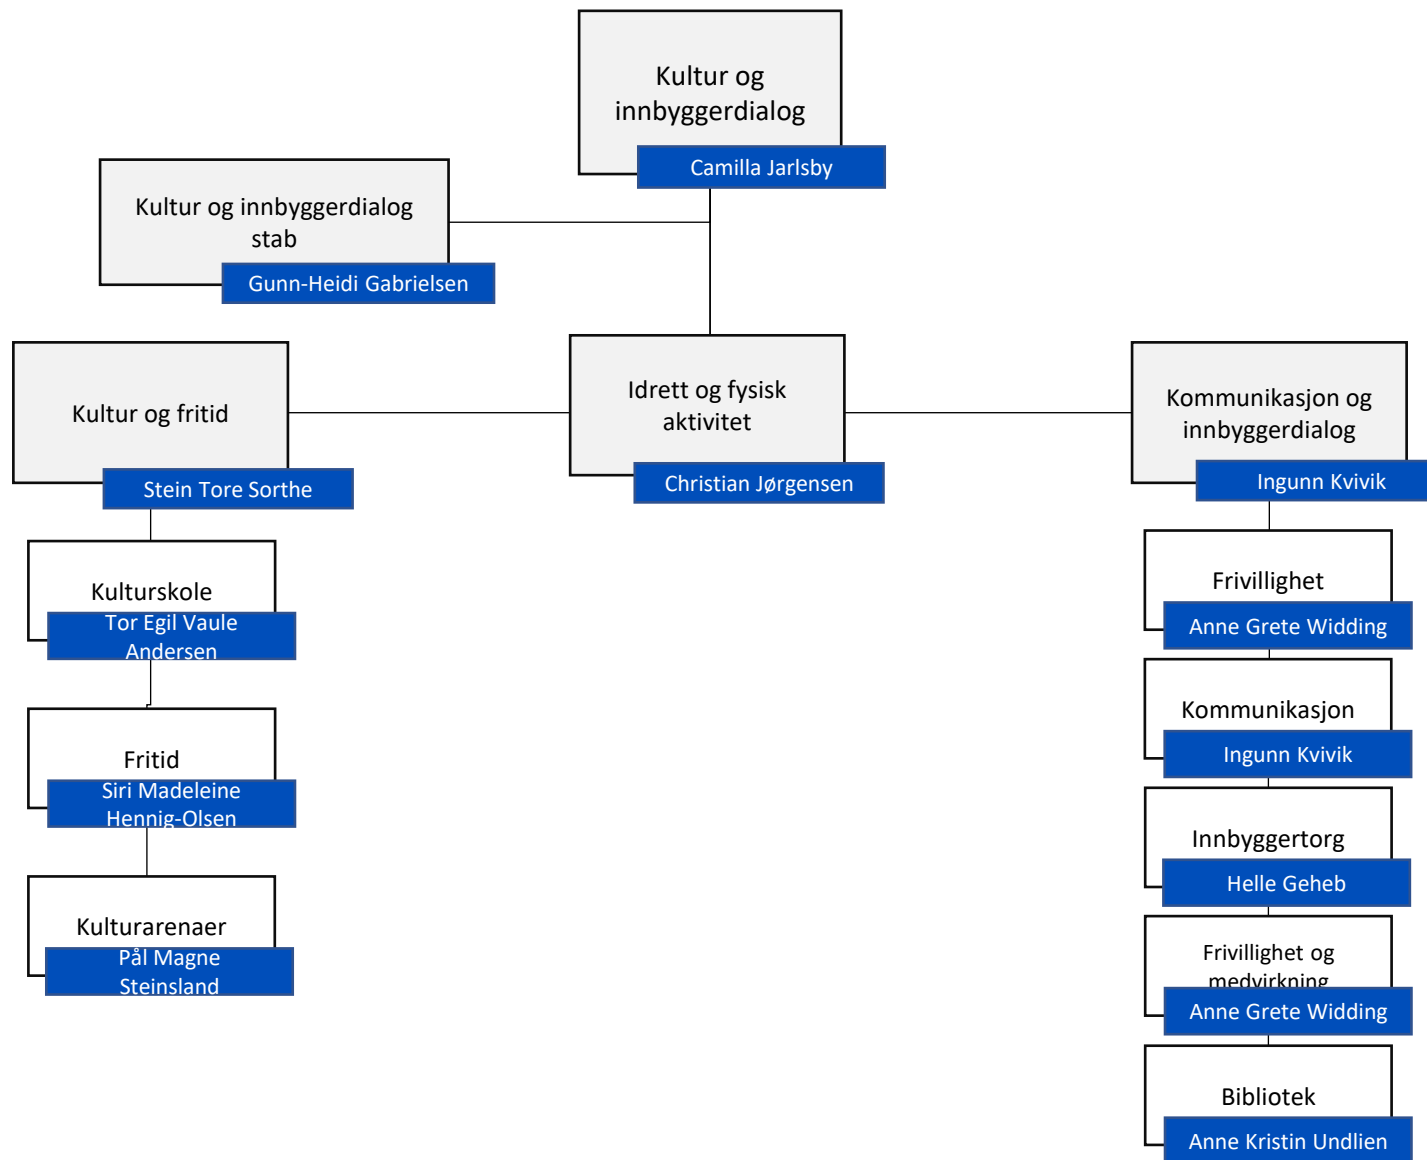 Kultur og
innbyggerdialog
Camilla Jarlsby
Kultur og innbyggerdialog
stab
Gunn-Heidi Gabrielsen
Kultur og fritid
Stein Tore Sorthe
Idrett og fysisk
aktivitet
Christian Jørgensen
Kommunikasjon og
innbyggerdialog
Ingunn Kvivik
Kulturskole
Tor Egil Vaule
Andersen
Fritid
Siri Madeleine
Hennig-Olsen
Kulturarenaer
Pål Magne
Steinsland
Frivillighet
Anne Grete Widding
Kommunikasjon
Ingunn Kvivik
Innbyggertorg
Helle Geheb
Frivillighet og
medvirkning
Anne Grete Widding
Bibliotek
Anne Kristin Undlien